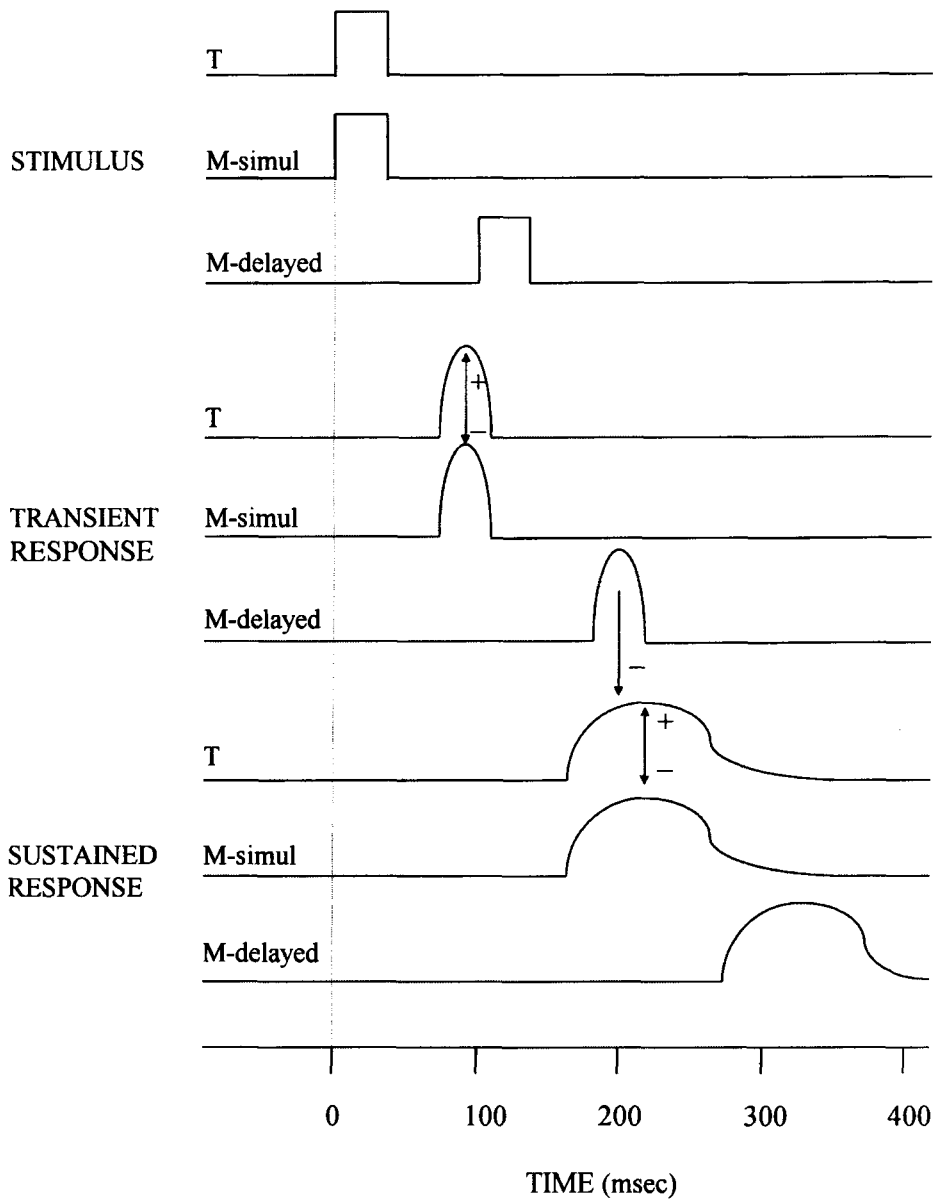 T
STIMULUS
M-simul
M-delayed
+
T
−
TRANSIENT
RESPONSE
M-simul
M-delayed
−
T
+
−
SUSTAINED
RESPONSE
M-simul
M-delayed
0 100 200 300 400
TIME (msec)